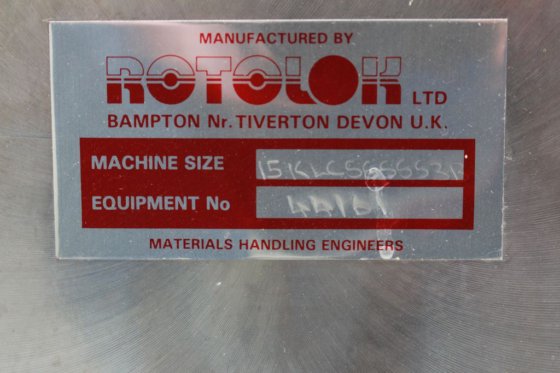 MANUFACTURED BY
ROTOLOK LTD
BAMPTON Nr. TIVERTON DEVON U.K.
MACHINE SIZE
EQUIPMENT No
MATERIALS HANDLING ENGINEERS